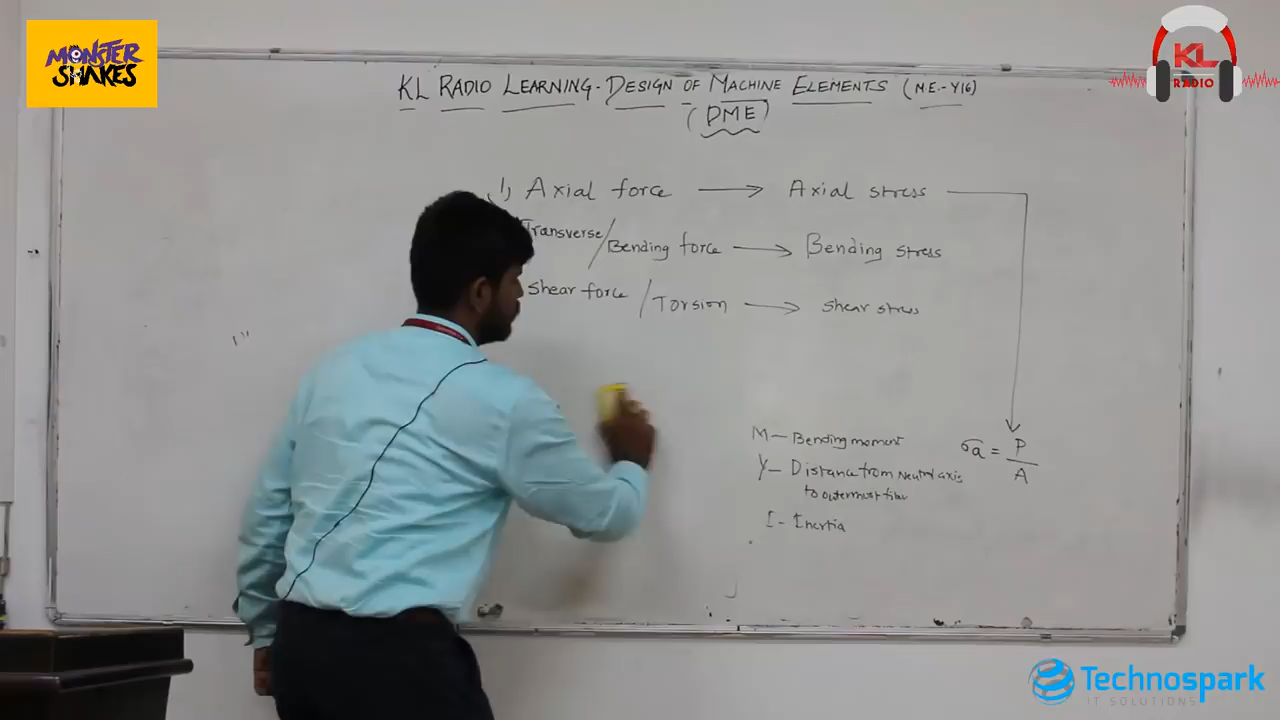 MONSTER
SHAKES
KL
RADIO
KL RADIO LEARNING - DESIGN OF MACHINE ELEMENTS (M.E.-Y16)
(DME)
1) Axial force → Axial stress
Transverse/Bending force → Bending stress
Shear force / Torsion → shear stress
M - Bending moment
Y - Distance from Neutral axis
to outermost fiber
I - Inertia
σa = P/A
Technospark
IT SOLUTIONS